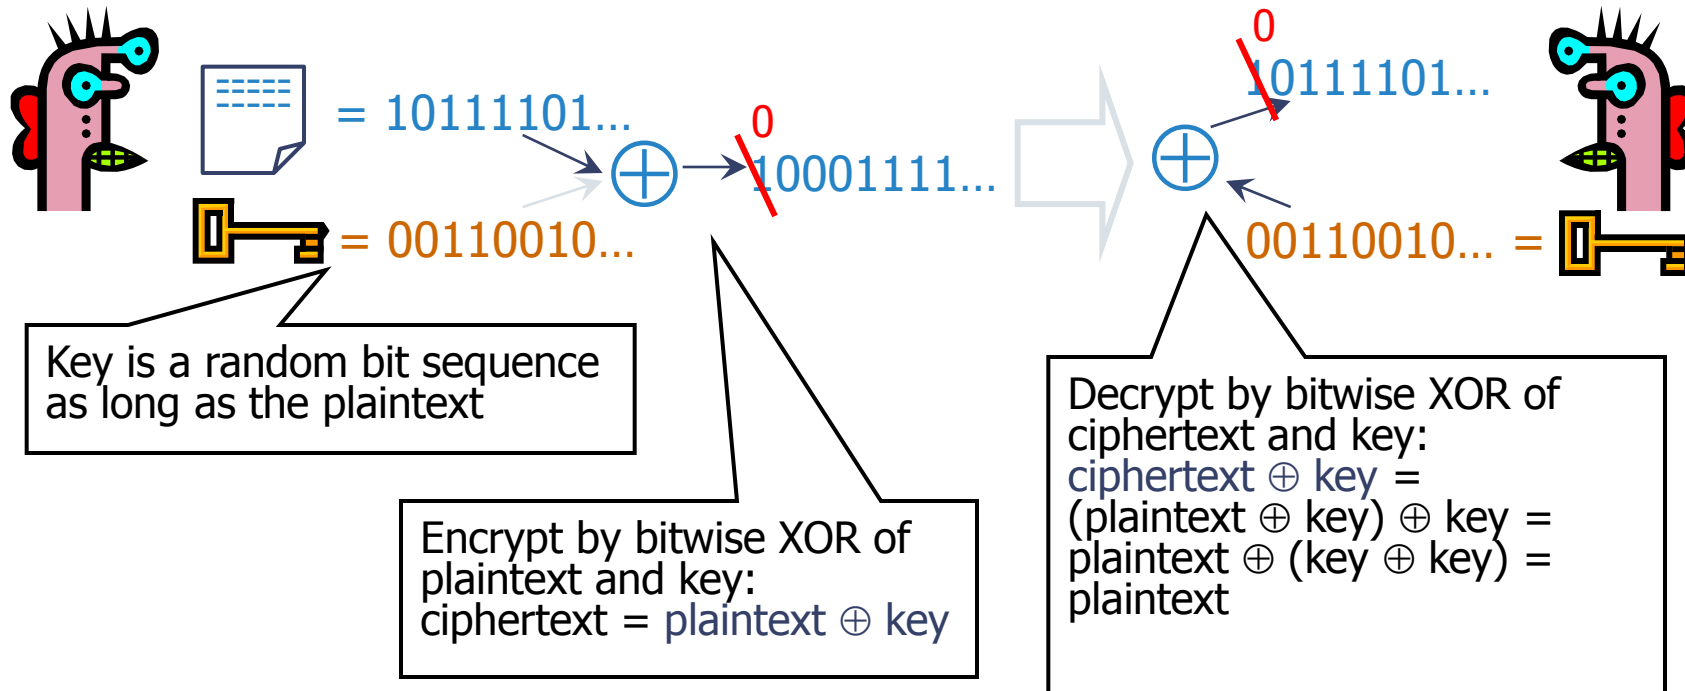 0
10111101...
= 10111101...
0
10001111...
= 00110010...
00110010... =
Key is a random bit sequence
as long as the plaintext
Encrypt by bitwise XOR of
plaintext and key:
ciphertext = plaintext ⊕ key
Decrypt by bitwise XOR of
ciphertext and key:
ciphertext ⊕ key =
(plaintext ⊕ key) ⊕ key =
plaintext ⊕ (key ⊕ key) =
plaintext